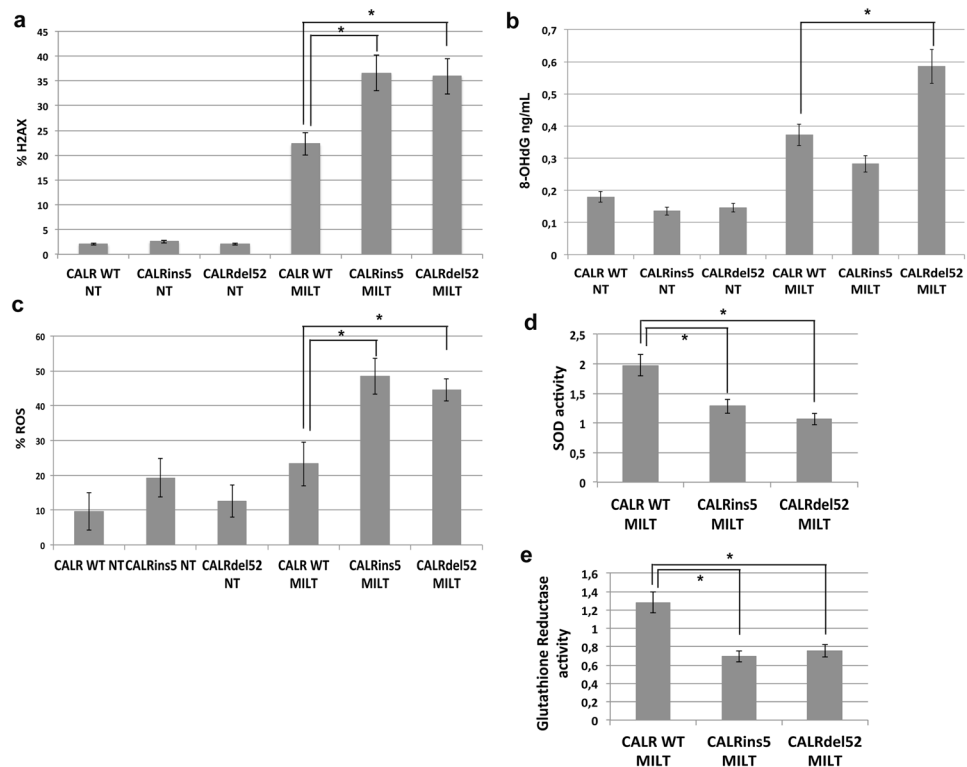 a
*
*
% H2AX
45
40
35
30
25
20
15
10
5
0
CALR WT NT
CALRins5 NT
CALRdel52 NT
CALR WT MILT
CALRins5 MILT
CALRdel52 MILT
b
*
8-OHdG ng/mL
0,7
0,6
0,5
0,4
0,3
0,2
0,1
0
CALR WT NT
CALRins5 NT
CALRdel52 NT
CALR WT MILT
CALRins5 MILT
CALRdel52 MILT
c
*
*
% ROS
60
50
40
30
20
10
0
CALR WT NT
CALRins5 NT
CALRdel52 NT
CALR WT MILT
CALRins5 MILT
CALRdel52 MILT
d
*
*
SOD activity
2,5
2
1,5
1
0,5
0
CALR WT MILT
CALRins5 MILT
CALRdel52 MILT
e
*
*
Glutathione Reductase activity
1,6
1,4
1,2
1
0,8
0,6
0,4
0,2
0
CALR WT MILT
CALRins5 MILT
CALRdel52 MILT